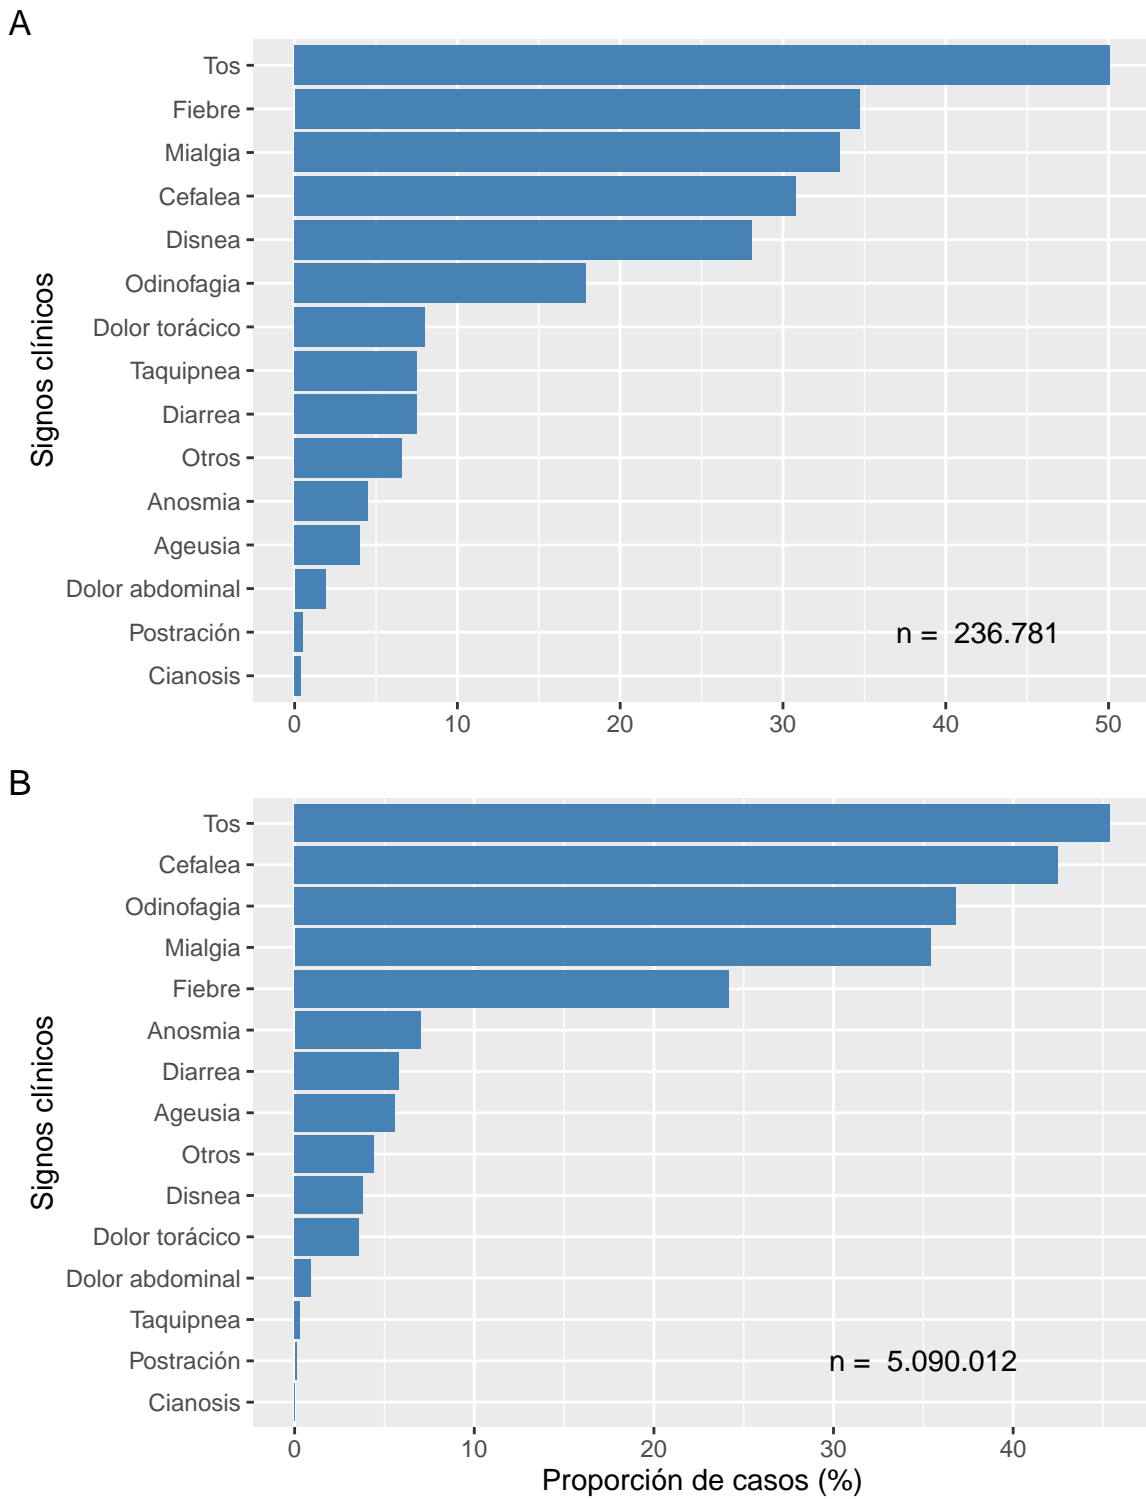 A
Tos
Fiebre
Mialgia
Cefalea
Disnea
Odinofagia
Dolor torácico
Taquipnea
Diarrea
Otros
Anosmia
Ageusia
Dolor abdominal
Postración
Cianosis
Signos clínicos
n = 236.781
0 10 20 30 40 50
B
Tos
Cefalea
Odinofagia
Mialgia
Fiebre
Anosmia
Diarrea
Ageusia
Otros
Disnea
Dolor torácico
Dolor abdominal
Taquipnea
Postración
Cianosis
Signos clínicos
n = 5.090.012
0 10 20 30 40
Proporción de casos (%)